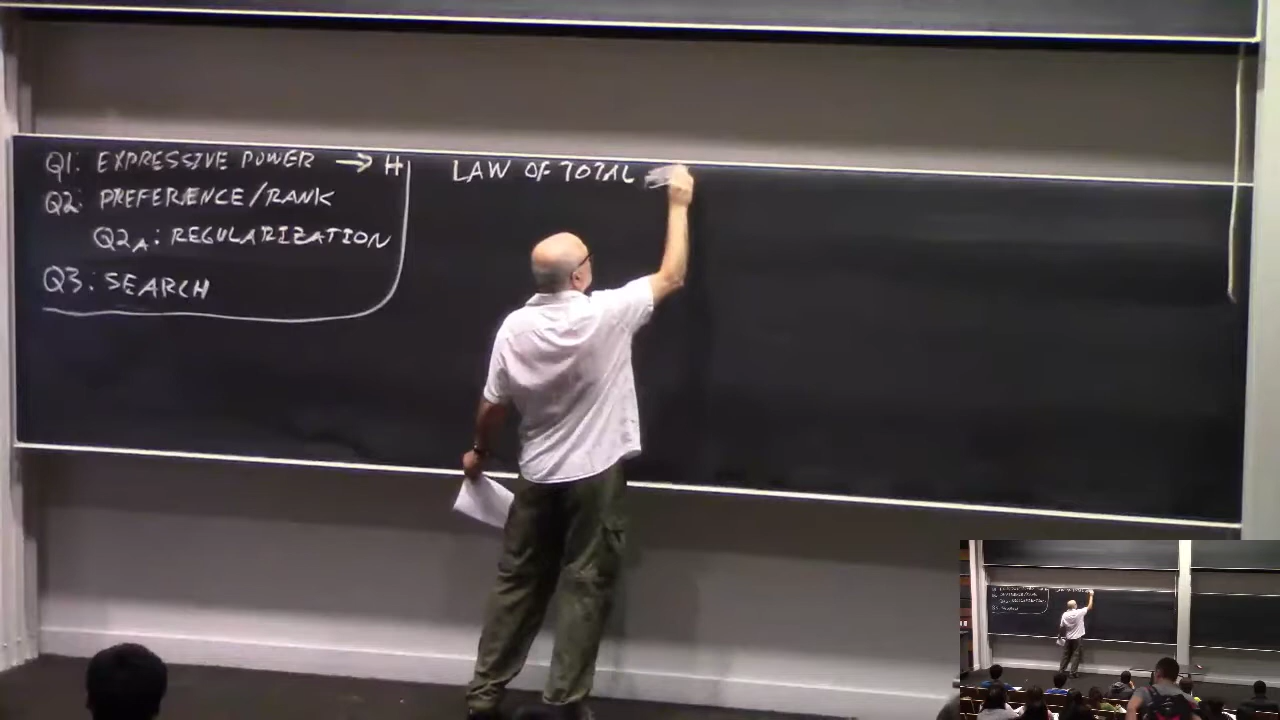 Q1: EXPRESSIVE POWER → H
Q2: PREFERENCE/RANK
Q2A: REGULARIZATION
Q3: SEARCH
LAW OF TOTAL